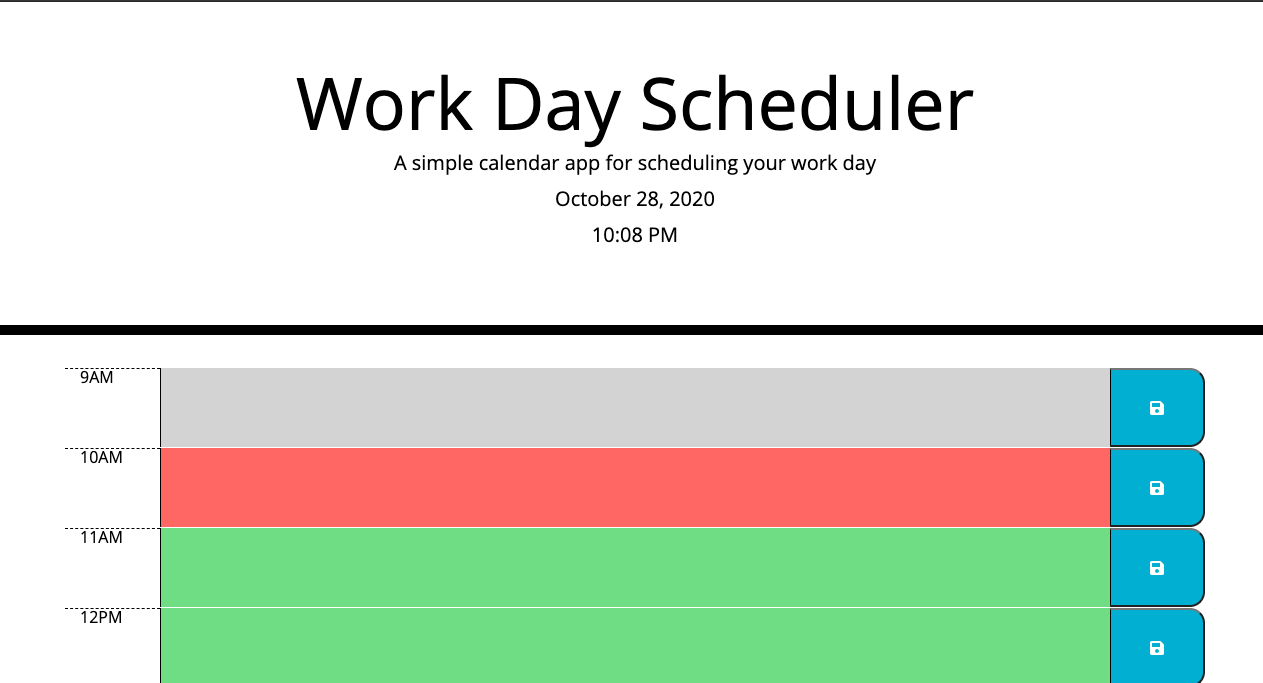 Work Day Scheduler
A simple calendar app for scheduling your work day
October 28, 2020
10:08 PM
9AM
10AM
11AM
12PM